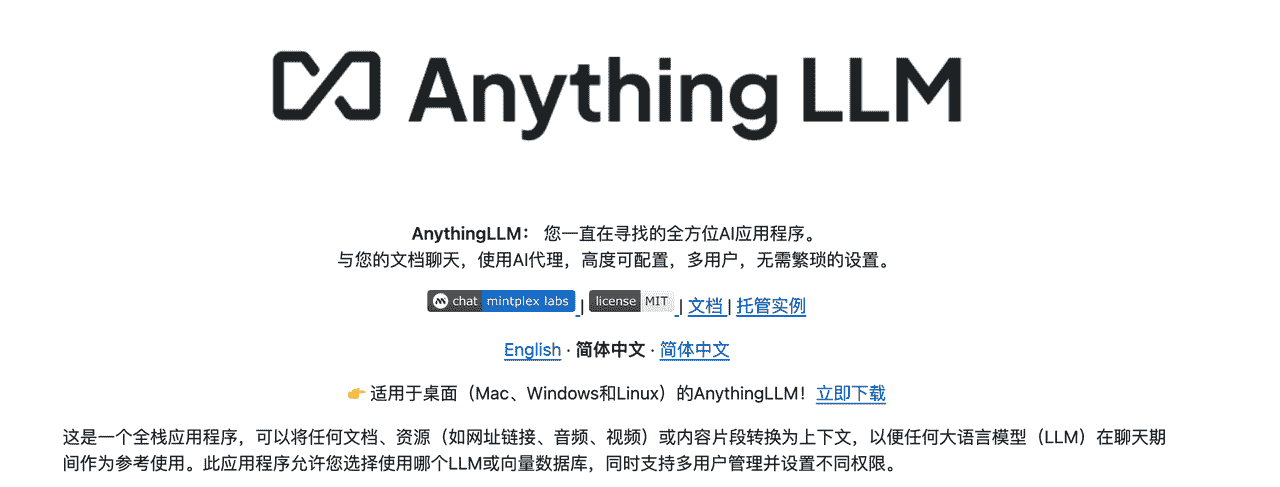 Anything LLM
AnythingLLM： 您一直在寻找的全方位AI应用程序。
与您的文档聊天，使用AI代理，高度可配置，多用户，无需繁琐的设置。
chat mintplex labs | license MIT | 文档 | 托管实例
English · 简体中文 · 简体中文
👉 适用于桌面（Mac、Windows和Linux）的AnythingLLM！立即下载
这是一个全栈应用程序，可以将任何文档、资源（如网址链接、音频、视频）或内容片段转换为上下文，以便任何大语言模型（LLM）在聊天期
间作为参考使用。此应用程序允许您选择使用哪个LLM或向量数据库，同时支持多用户管理并设置不同权限。